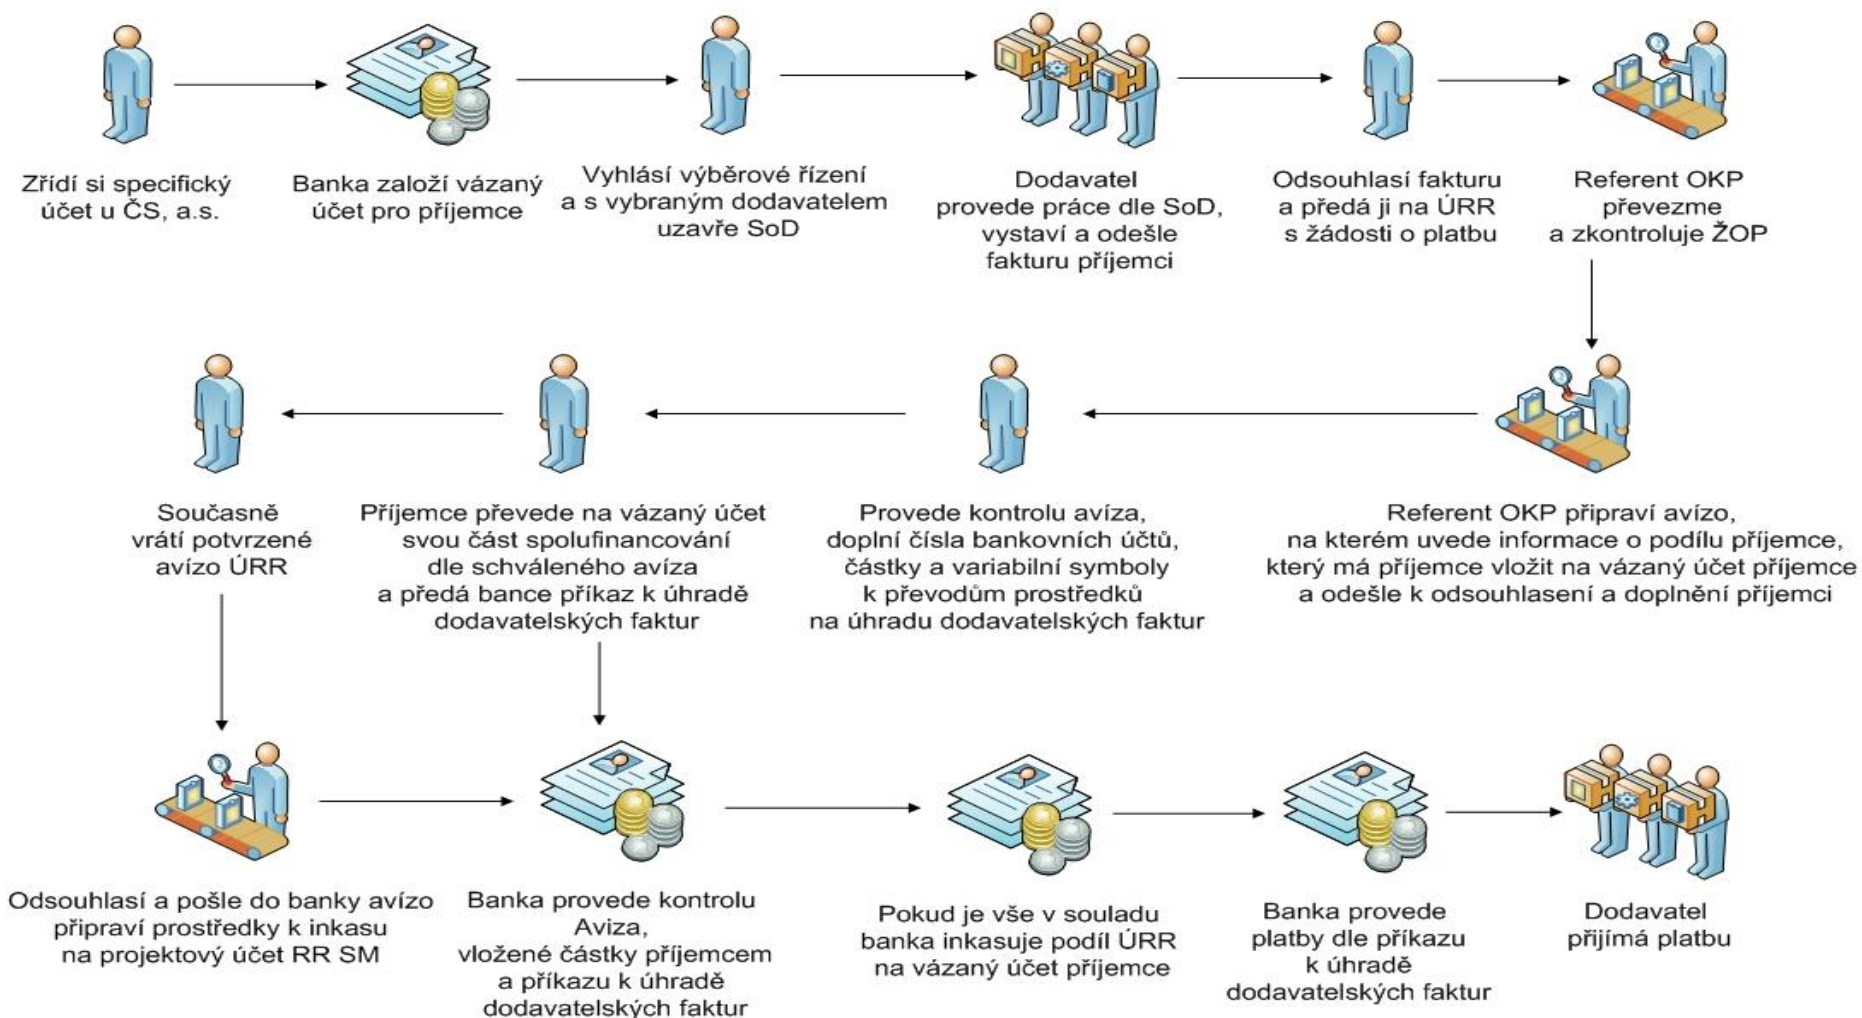 Zřídí si specifický
účet u ČS, a.s.
Banka založí vázaný
účet pro příjemce
Vyhlásí výběrové řízení
a s vybraným dodavatelem
uzavře SoD
Dodavatel
provede práce dle SoD,
vystaví a odešle
fakturu příjemci
Odsouhlasí fakturu
a předá ji na ÚRR
s žádosti o platbu
Referent OKP
převezme
a zkontroluje ŽOP
Referent OKP připraví avízo,
na kterém uvede informace o podílu příjemce,
který má příjemce vložit na vázaný účet příjemce
a odešle k odsouhlasení a doplnění příjemci
Provede kontrolu avíza,
doplní čísla bankovních účtů,
částky a variabilní symboly
k převodům prostředků
na úhradu dodavatelských faktur
Příjemce převede na vázaný účet
svou část spolufinancování
dle schváleného avíza
a předá bance příkaz k úhradě
dodavatelských faktur
Současně
vrátí potvrzené
avízo ÚRR
Odsouhlasí a pošle do banky avízo
připraví prostředky k inkasu
na projektový účet RR SM
Banka provede kontrolu
Aviza,
vložené částky příjemcem
a příkazu k úhradě
dodavatelských faktur
Pokud je vše v souladu
banka inkasuje podíl ÚRR
na vázaný účet příjemce
Banka provede
platby dle příkazu
k úhradě
dodavatelských faktur
Dodavatel
přijímá platbu